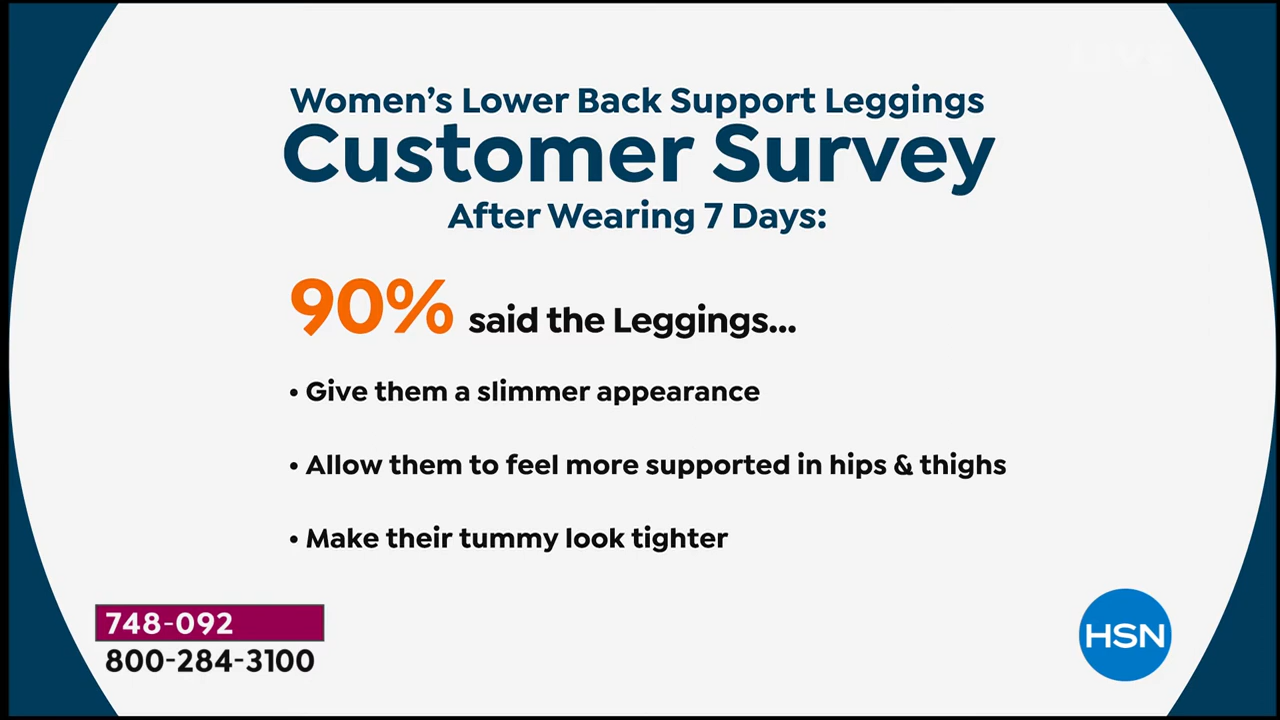 Women's Lower Back Support Leggings
Customer Survey
After Wearing 7 Days:
90% said the Leggings...
• Give them a slimmer appearance
• Allow them to feel more supported in hips & thighs
• Make their tummy look tighter
748-092
800-284-3100
HSN